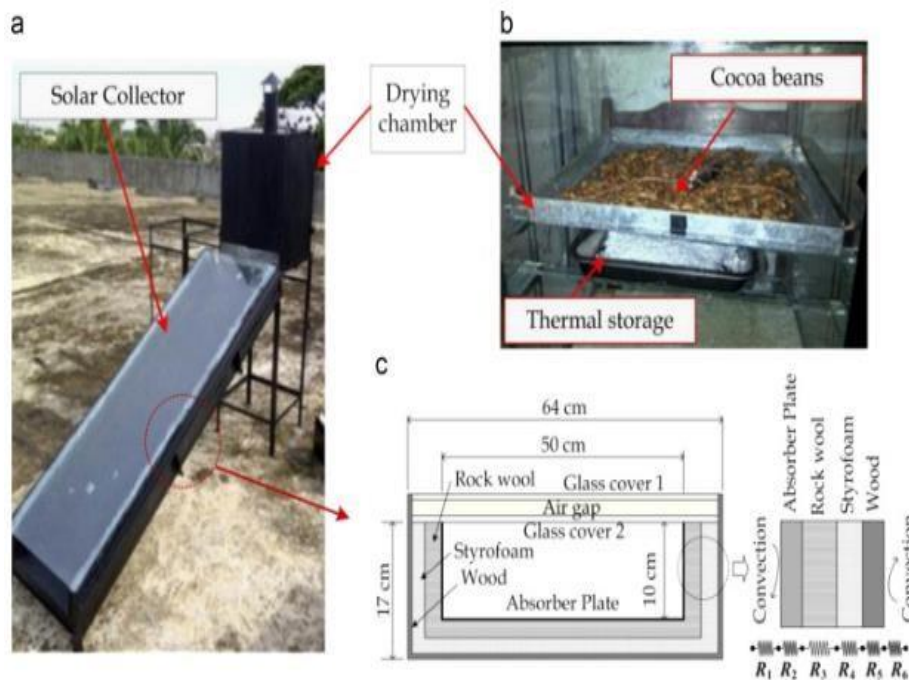 a
Solar Collector
Drying
chamber
b
Cocoa beans
Thermal storage
c
64 cm
50 cm
Rock wool
Glass cover 1
Air gap
Glass cover 2
Styrofoam
Wood
Absorber Plate
17 cm
10 cm
Convection
Absorber Plate
Rock wool
Styrofoam
Wood
Convection
R1 R2 R3 R4 R5 R6